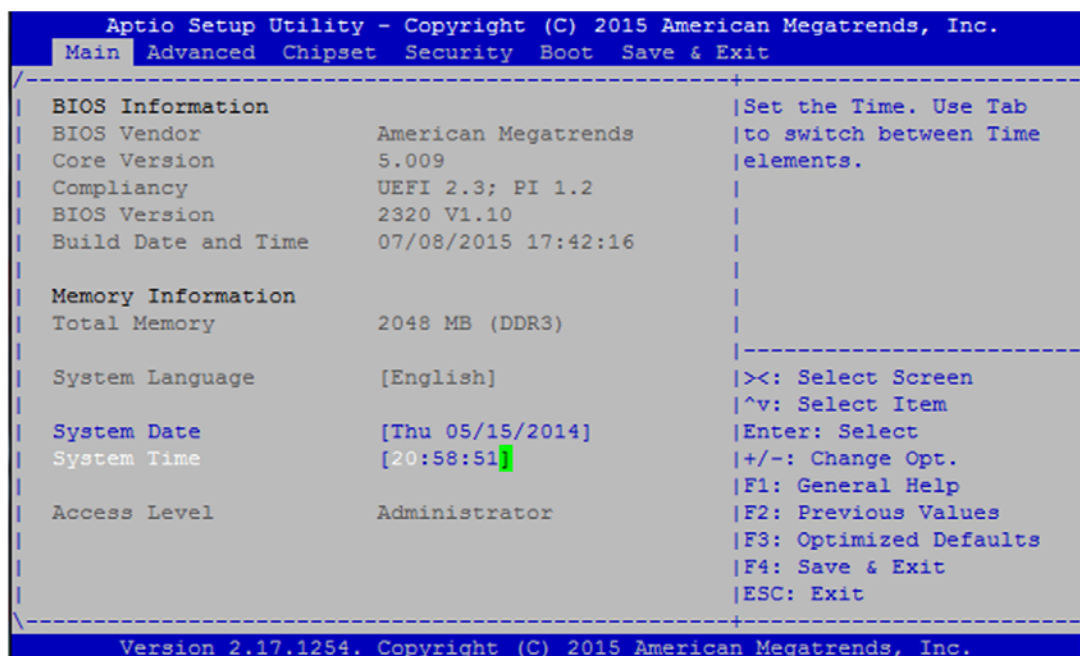 Aptio Setup Utility - Copyright (C) 2015 American Megatrends, Inc.
Main Advanced Chipset Security Boot Save & Exit
BIOS Information
BIOS Vendor American Megatrends
Core Version 5.009
Compliancy UEFI 2.3; PI 1.2
BIOS Version 2320 V1.10
Build Date and Time 07/08/2015 17:42:16
Memory Information
Total Memory 2048 MB (DDR3)
System Language [English]
System Date [Thu 05/15/2014]
System Time [20:58:51]
Access Level Administrator
Set the Time. Use Tab
to switch between Time
elements.
><: Select Screen
^v: Select Item
Enter: Select
+/-: Change Opt.
F1: General Help
F2: Previous Values
F3: Optimized Defaults
F4: Save & Exit
ESC: Exit
Version 2.17.1254. Copyright (C) 2015 American Megatrends, Inc.